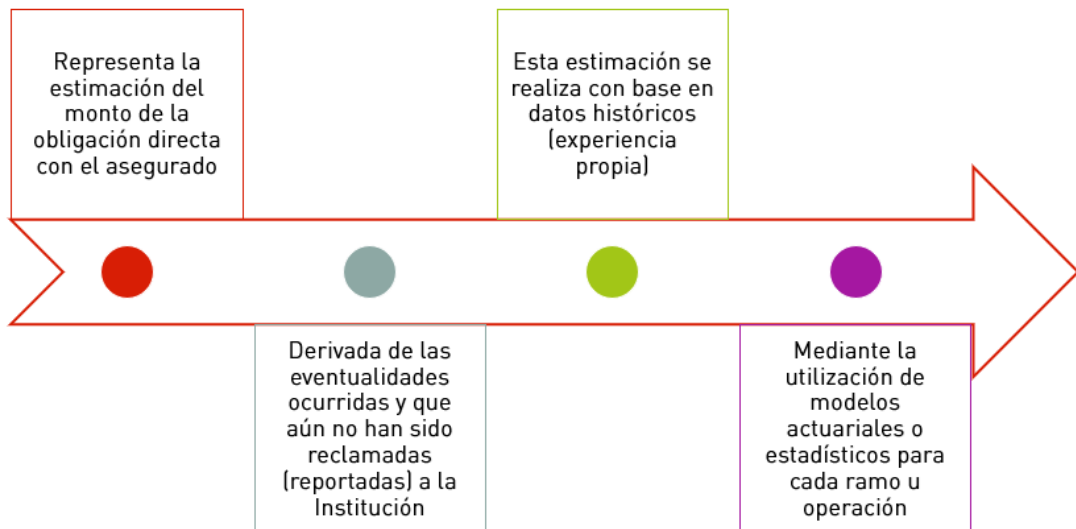 Representa la
estimación del
monto de la
obligación directa
con el asegurado
Derivada de las
eventualidades
ocurridas y que
aún no han sido
reclamadas
(reportadas) a la
Institución
Esta estimación se
realiza con base en
datos históricos
(experiencia
propia)
Mediante la
utilización de
modelos
actuariales o
estadísticos para
cada ramo u
operación